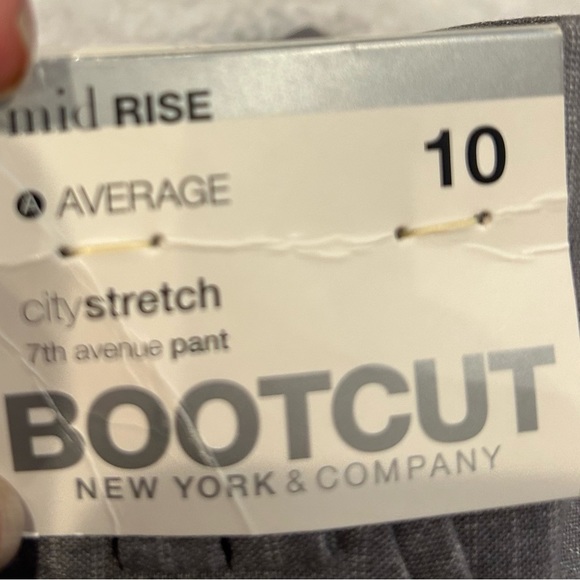 mid RISE
10
A AVERAGE
citystretch
7th avenue pant
BOOTCUT
NEW YORK & COMPANY